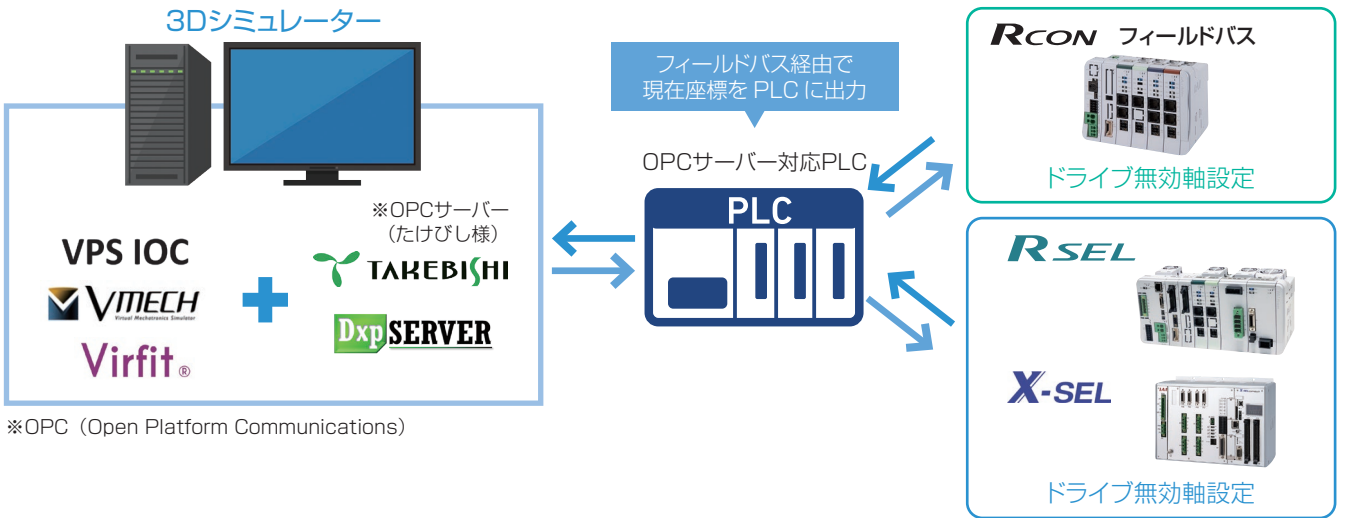 3Dシミュレーター
VPS IOC
VMECH
Virtual Mechatronics Simulator
Virfit®
※OPCサーバー
（たけびし様）
TAKEBISHI
DxpSERVER
※OPC（Open Platform Communications）
フィールドバス経由で
現在座標を PLC に出力
OPCサーバー対応PLC
PLC
RCON フィールドバス
ドライブ無効軸設定
RSEL
X-SEL
ドライブ無効軸設定